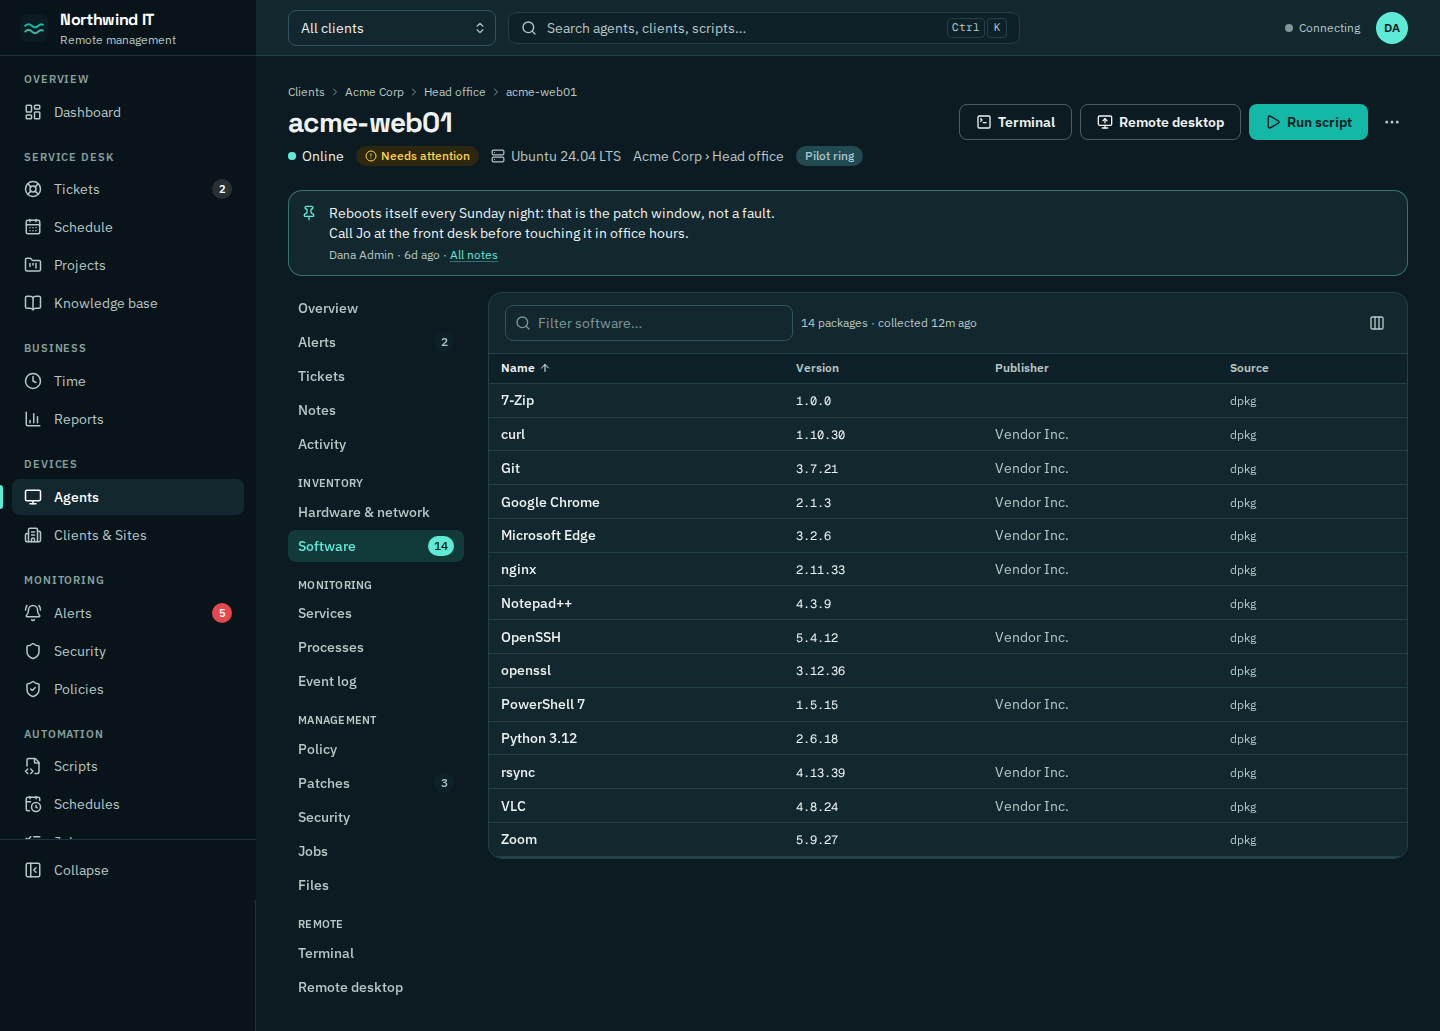 Northwind IT
Remote management
All clients
Search agents, clients, scripts...
Ctrl K
Connecting
DA
OVERVIEW
Dashboard
SERVICE DESK
Tickets 2
Schedule
Projects
Knowledge base
BUSINESS
Time
Reports
DEVICES
Agents
Clients & Sites
MONITORING
Alerts 5
Security
Policies
AUTOMATION
Scripts
Schedules
Collapse
Clients > Acme Corp > Head office > acme-web01
acme-web01
Terminal
Remote desktop
Run script
Online
Needs attention
Ubuntu 24.04 LTS
Acme Corp › Head office
Pilot ring
Reboots itself every Sunday night: that is the patch window, not a fault.
Call Jo at the front desk before touching it in office hours.
Dana Admin · 6d ago · All notes
Overview
Alerts 2
Tickets
Notes
Activity
INVENTORY
Hardware & network
Software 14
MONITORING
Services
Processes
Event log
MANAGEMENT
Policy
Patches 3
Security
Jobs
Files
REMOTE
Terminal
Remote desktop
Filter software...
14 packages · collected 12m ago
Name ↑ Version Publisher Source
7-Zip 1.0.0 dpkg
curl 1.10.30 Vendor Inc. dpkg
Git 3.7.21 Vendor Inc. dpkg
Google Chrome 2.1.3 Vendor Inc. dpkg
Microsoft Edge 3.2.6 Vendor Inc. dpkg
nginx 2.11.33 Vendor Inc. dpkg
Notepad++ 4.3.9 dpkg
OpenSSH 5.4.12 Vendor Inc. dpkg
openssl 3.12.36 dpkg
PowerShell 7 1.5.15 Vendor Inc. dpkg
Python 3.12 2.6.18 dpkg
rsync 4.13.39 Vendor Inc. dpkg
VLC 4.8.24 Vendor Inc. dpkg
Zoom 5.9.27 dpkg